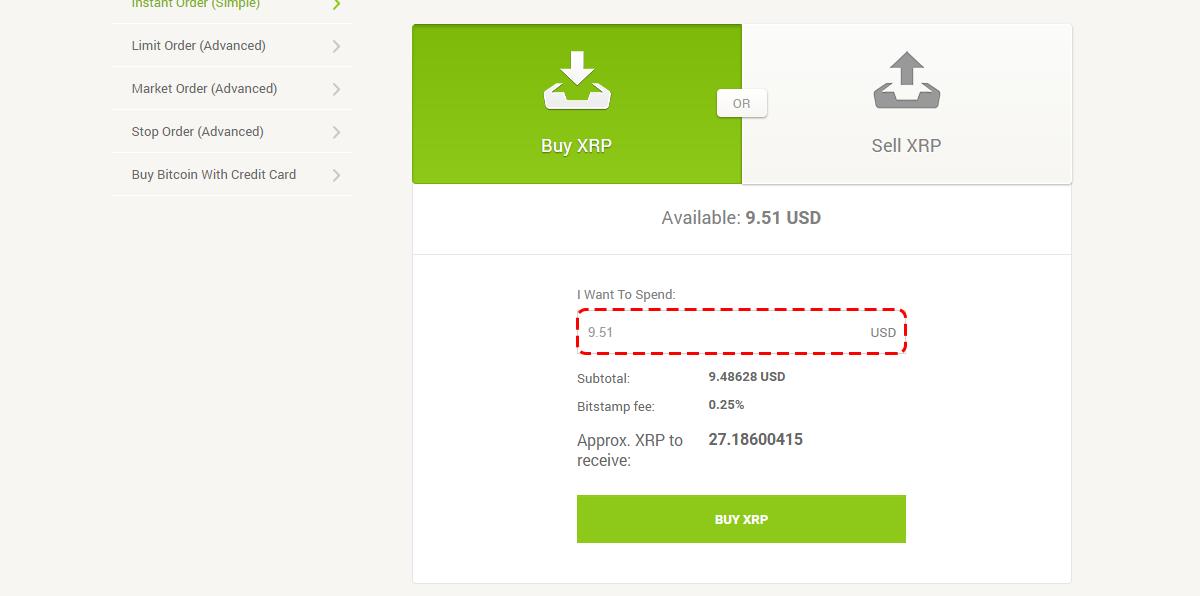 Instant Order (Simple)
Limit Order (Advanced)
Market Order (Advanced)
Stop Order (Advanced)
Buy Bitcoin With Credit Card
Buy XRP
OR
Sell XRP
Available: 9.51 USD
I Want To Spend:
9.51 USD
Subtotal: 9.48628 USD
Bitstamp fee: 0.25%
Approx. XRP to 27.18600415
receive:
BUY XRP